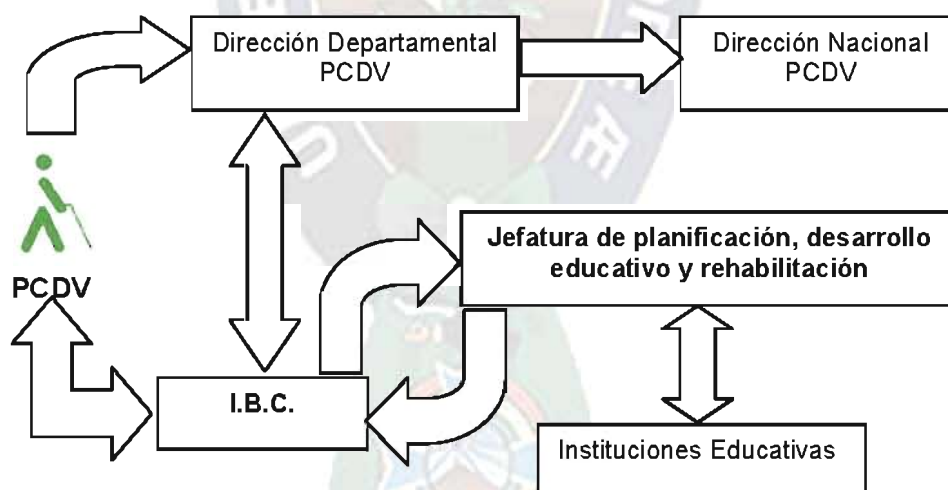 Dirección Departamental
PCDV
Dirección Nacional
PCDV
Jefatura de planificación, desarrollo
educativo y rehabilitación
PCDV
I.B.C.
Instituciones Educativas